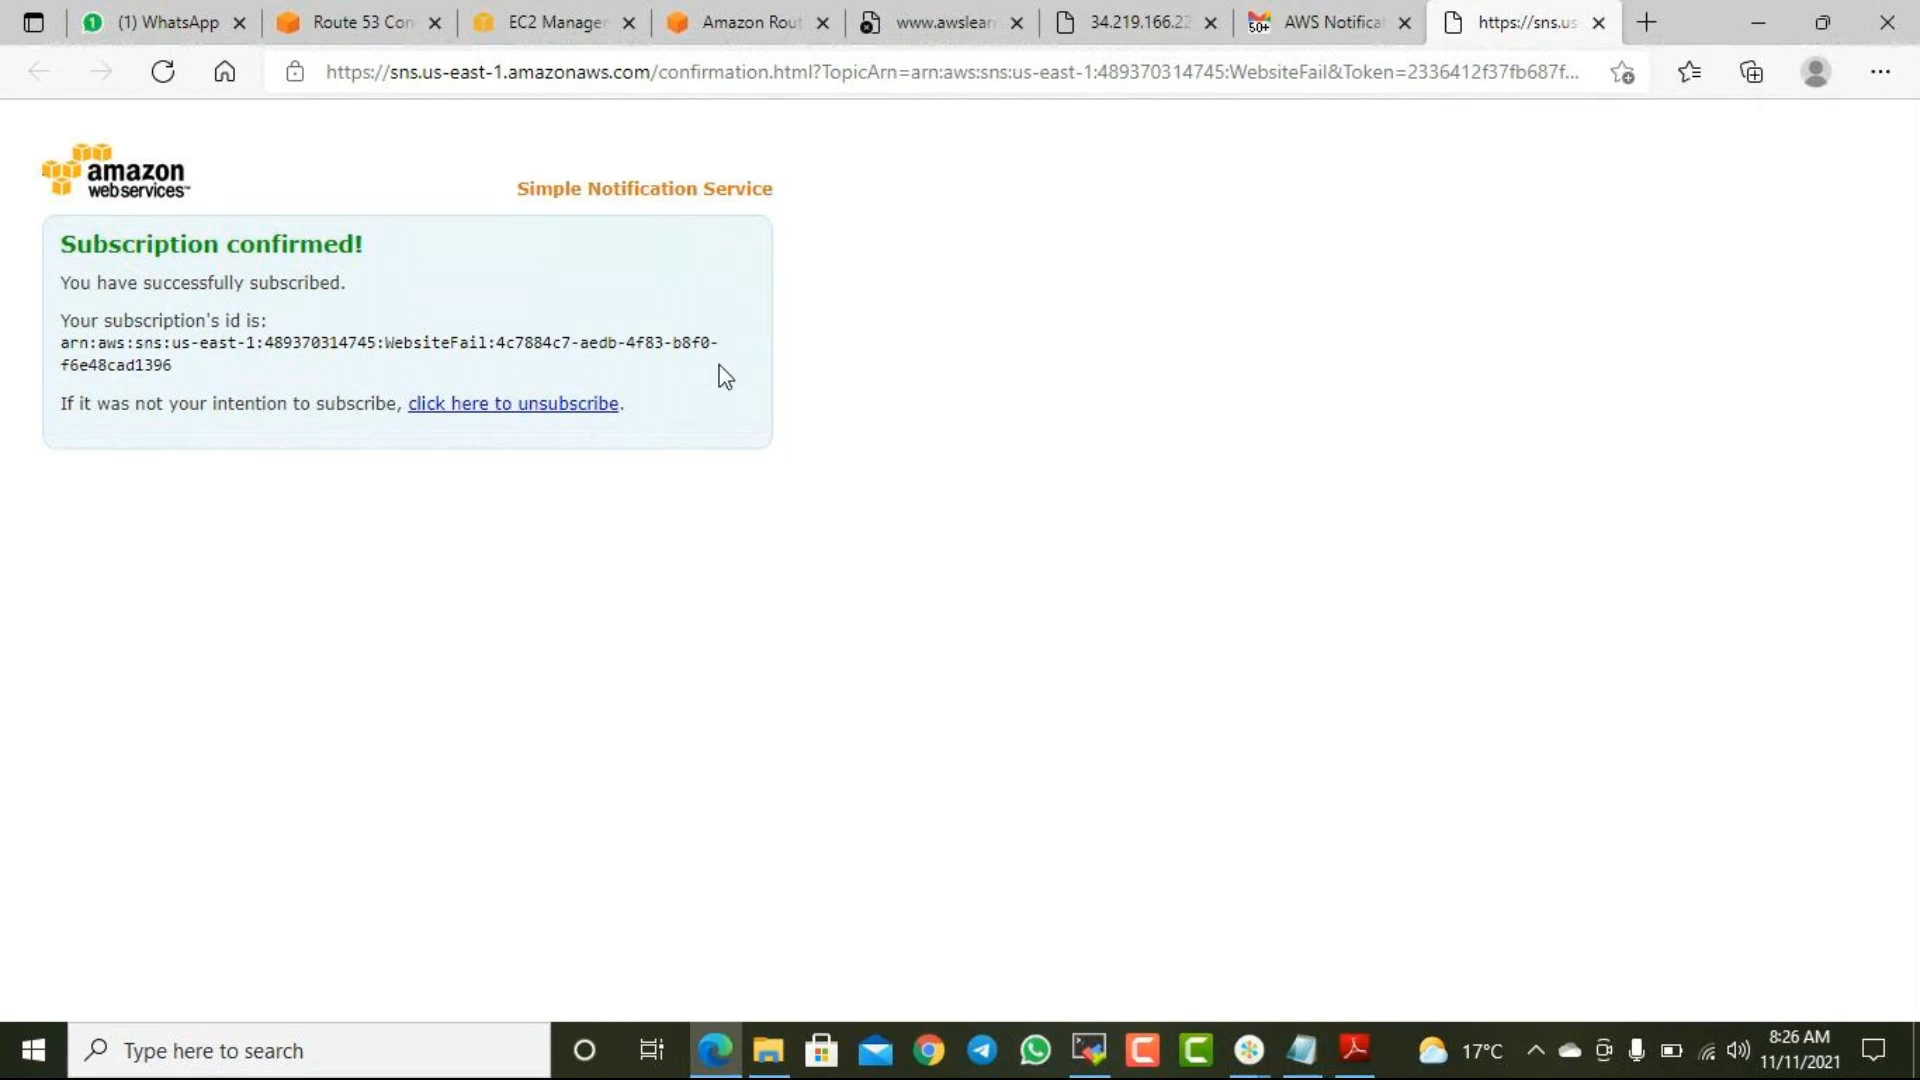 (1) WhatsApp
Route 53 Con
EC2 Manage
Amazon Rout
www.awslear
34.219.166.22
50+
AWS Notifica
https://sns.us
https://sns.us-east-1.amazonaws.com/confirmation.html?TopicArn=arn:aws:sns:us-east-1:489370314745:WebsiteFail&Token=2336412f37fb687f...
amazon
web services™
Simple Notification Service
Subscription confirmed!
You have successfully subscribed.
Your subscription's id is:
arn:aws:sns:us-east-1:489370314745:WebsiteFail:4c7884c7-aedb-4f83-b8f0-
f6e48cad1396
If it was not your intention to subscribe, click here to unsubscribe.
Type here to search
17°C
8:26 AM
11/11/2021